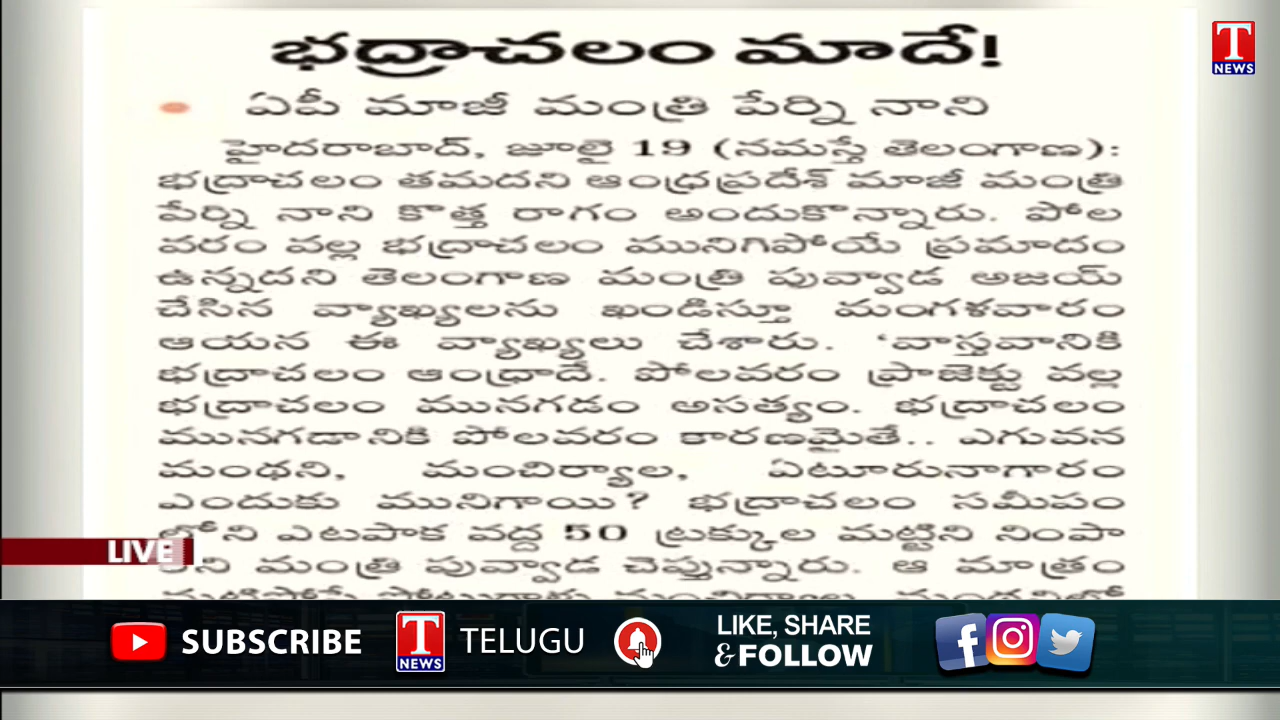 భద్రాచలం మాదే!
T
NEWS
ఏపీ మాజీ మంత్రి పేర్ని నాని
హైదరాబాద్, జూలై 19 (నమస్తే తెలంగాణ):
భద్రాచలం తమదని ఆంధ్రప్రదేశ్ మాజీ మంత్రి
పేర్ని నాని కొత్త రాగం అందుకొన్నారు. పోల
వరం వల్ల భద్రాచలం మునిగిపోయే ప్రమాదం
ఉన్నదని తెలంగాణ మంత్రి పువ్వాడ అజయ్
చేసిన వ్యాఖ్యలను ఖండిస్తూ మంగళవారం
ఆయన ఈ వ్యాఖ్యలు చేశారు. ‘వాస్తవానికి
భద్రాచలం ఆంధ్రాదే. పోలవరం ప్రాజెక్టు వల్ల
భద్రాచలం మునగడం అసత్యం. భద్రాచలం
మునగడానికి పోలవరం కారణమైతే.. ఎగువన
మంథని, మంచిర్యాల, ఏటూరునాగారం
ఎందుకు మునిగాయి? భద్రాచలం సమీపం
లోని ఎటపాక వద్ద 50 ట్రక్కుల మట్టిని నింపా
లని మంత్రి పువ్వాడ చెప్తున్నారు. ఆ మాత్రం
LIVE
SUBSCRIBE
T
NEWS
TELUGU
LIKE, SHARE
& FOLLOW